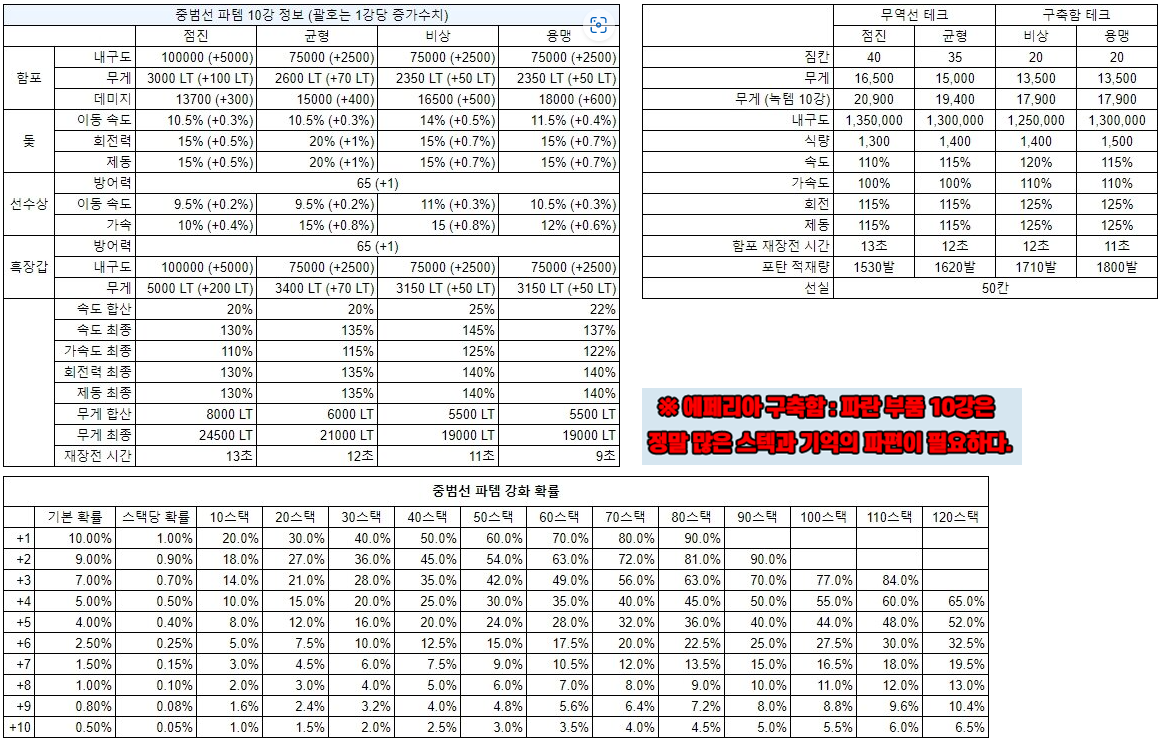 중범선 파템 10강 정보 (괄호는 1강당 증가수치)
점진 균형 비상 용맹
함포 내구도 100000 (+5000) 75000 (+2500) 75000 (+2500) 75000 (+2500)
무게 3000 LT (+100 LT) 2600 LT (+70 LT) 2350 LT (+50 LT) 2350 LT (+50 LT)
데미지 13700 (+300) 15000 (+400) 16500 (+500) 18000 (+600)
돛 이동 속도 10.5% (+0.3%) 10.5% (+0.3%) 14% (+0.5%) 11.5% (+0.4%)
회전력 15% (+0.5%) 20% (+1%) 15% (+0.7%) 15% (+0.7%)
제동 15% (+0.5%) 20% (+1%) 15% (+0.7%) 15% (+0.7%)
선수상 방어력 65 (+1)
이동 속도 9.5% (+0.2%) 9.5% (+0.2%) 11% (+0.3%) 10.5% (+0.3%)
가속 10% (+0.4%) 15% (+0.8%) 15 (+0.8%) 12% (+0.6%)
흑장갑 방어력 65 (+1)
내구도 100000 (+5000) 75000 (+2500) 75000 (+2500) 75000 (+2500)
무게 5000 LT (+200 LT) 3400 LT (+70 LT) 3150 LT (+50 LT) 3150 LT (+50 LT)
속도 합산 20% 20% 25% 22%
속도 최종 130% 135% 145% 137%
가속도 최종 110% 115% 125% 122%
회전력 최종 130% 135% 140% 140%
제동 최종 130% 135% 140% 140%
무게 합산 8000 LT 6000 LT 5500 LT 5500 LT
무게 최종 24500 LT 21000 LT 19000 LT 19000 LT
재장전 시간 13초 12초 11초 9초
무역선 테크 구축함 테크
점진 균형 비상 용맹
짐칸 40 35 20 20
무게 16,500 15,000 13,500 13,500
무게 (녹템 10강) 20,900 19,400 17,900 17,900
내구도 1,350,000 1,300,000 1,250,000 1,300,000
식량 1,300 1,400 1,400 1,500
속도 110% 115% 120% 115%
가속도 100% 100% 110% 110%
회전 115% 115% 125% 125%
제동 115% 115% 125% 125%
함포 재장전 시간 13초 12초 12초 11초
포탄 적재량 1530발 1620발 1710발 1800발
선실 50칸
※ 에페리아 구축함 : 파란 부품 10강은
정말 많은 스텍과 기억의 파편이 필요하다.
중범선 파템 강화 확률
기본 확률 스택당 확률 10스택 20스택 30스택 40스택 50스택 60스택 70스택 80스택 90스택 100스택 110스택 120스택
+1 10.00% 1.00% 20.0% 30.0% 40.0% 50.0% 60.0% 70.0% 80.0% 90.0%
+2 9.00% 0.90% 18.0% 27.0% 36.0% 45.0% 54.0% 63.0% 72.0% 81.0% 90.0%
+3 7.00% 0.70% 14.0% 21.0% 28.0% 35.0% 42.0% 49.0% 56.0% 63.0% 70.0% 77.0% 84.0%
+4 5.00% 0.50% 10.0% 15.0% 20.0% 25.0% 30.0% 35.0% 40.0% 45.0% 50.0% 55.0% 60.0% 65.0%
+5 4.00% 0.40% 8.0% 12.0% 16.0% 20.0% 24.0% 28.0% 32.0% 36.0% 40.0% 44.0% 48.0% 52.0%
+6 2.50% 0.25% 5.0% 7.5% 10.0% 12.5% 15.0% 17.5% 20.0% 22.5% 25.0% 27.5% 30.0% 32.5%
+7 1.50% 0.15% 3.0% 4.5% 6.0% 7.5% 9.0% 10.5% 12.0% 13.5% 15.0% 16.5% 18.0% 19.5%
+8 1.00% 0.10% 2.0% 3.0% 4.0% 5.0% 6.0% 7.0% 8.0% 9.0% 10.0% 11.0% 12.0% 13.0%
+9 0.80% 0.08% 1.6% 2.4% 3.2% 4.0% 4.8% 5.6% 6.4% 7.2% 8.0% 8.8% 9.6% 10.4%
+10 0.50% 0.05% 1.0% 1.5% 2.0% 2.5% 3.0% 3.5% 4.0% 4.5% 5.0% 5.5% 6.0% 6.5%